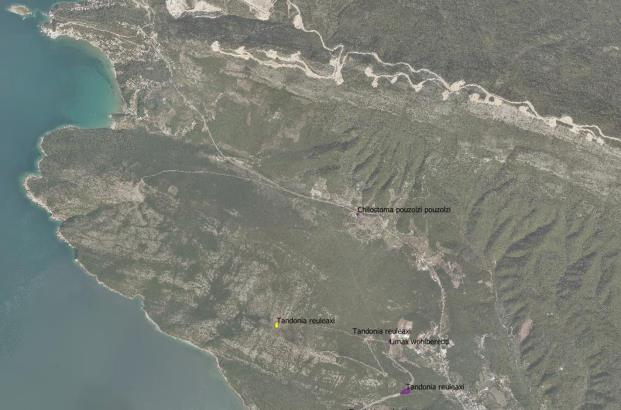 Chilostoma pouzolzi pouzolzi
Tandonia reuleaxi
Tandonia reuleaxi
Limax wohlberedti
Tandonia reuleaxi